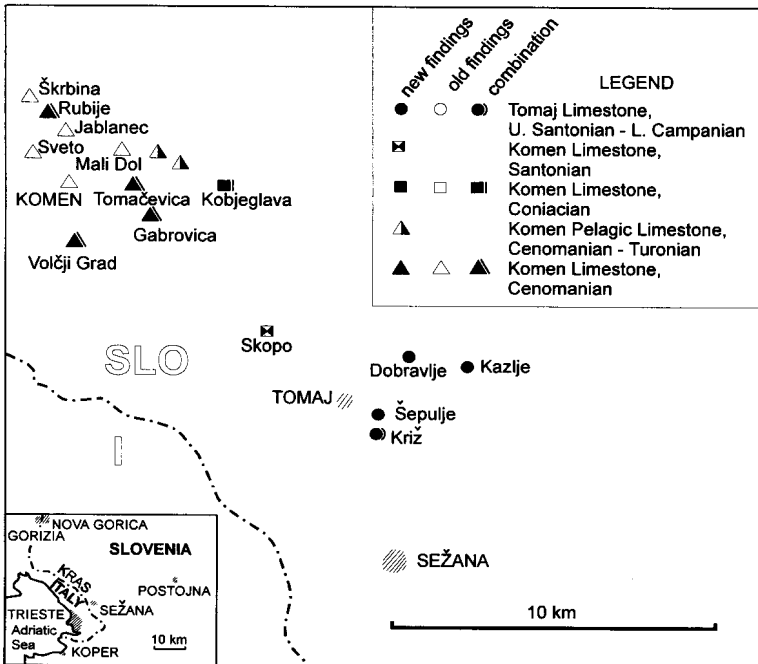 Škrbina
Rubije
Jablanec
Sveto
Mali Dol
KOMEN
Tomačevica
Kobjeglava
Gabrovica
Volčji Grad
new findings
old findings
combination
LEGEND
Tomaj Limestone,
U. Santonian - L. Campanian
Komen Limestone,
Santonian
Komen Limestone,
Coniacian
Komen Pelagic Limestone,
Cenomanian - Turonian
Komen Limestone,
Cenomanian
Skopo
SLO
Dobravlje
Kazlje
TOMAJ
Šepulje
Križ
I
SEŽANA
10 km
NOVA GORICA
GORIZIA
SLOVENIA
KRAS
ITALY
POSTOJNA
SEŽANA
TRIESTE
Adriatic
Sea
10 km
KOPER